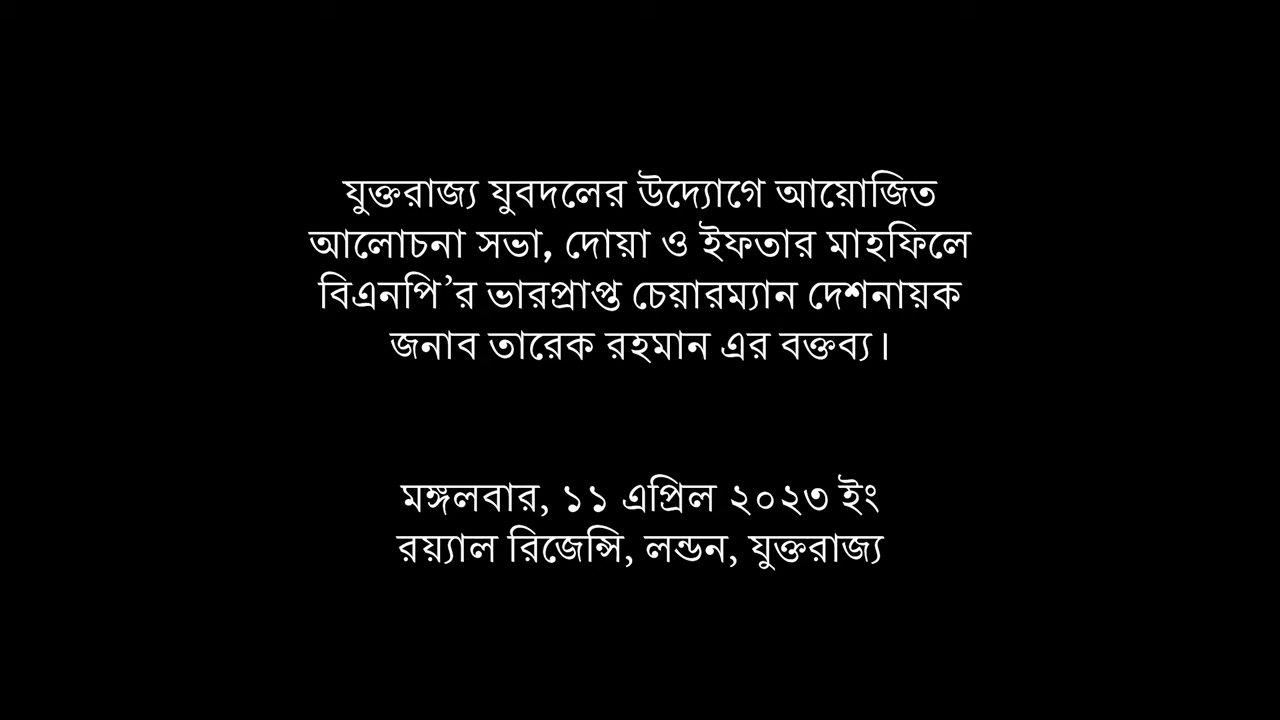 যুক্তরাজ্য যুবদলের উদ্যোগে আয়োজিত
আলোচনা সভা, দোয়া ও ইফতার মাহফিলে
বিএনপি’র ভারপ্রাপ্ত চেয়ারম্যান দেশনায়ক
জনাব তারেক রহমান এর বক্তব্য।
মঙ্গলবার, ১১ এপ্রিল ২০২৩ ইং
রয়্যাল রিজেন্সি, লন্ডন, যুক্তরাজ্য